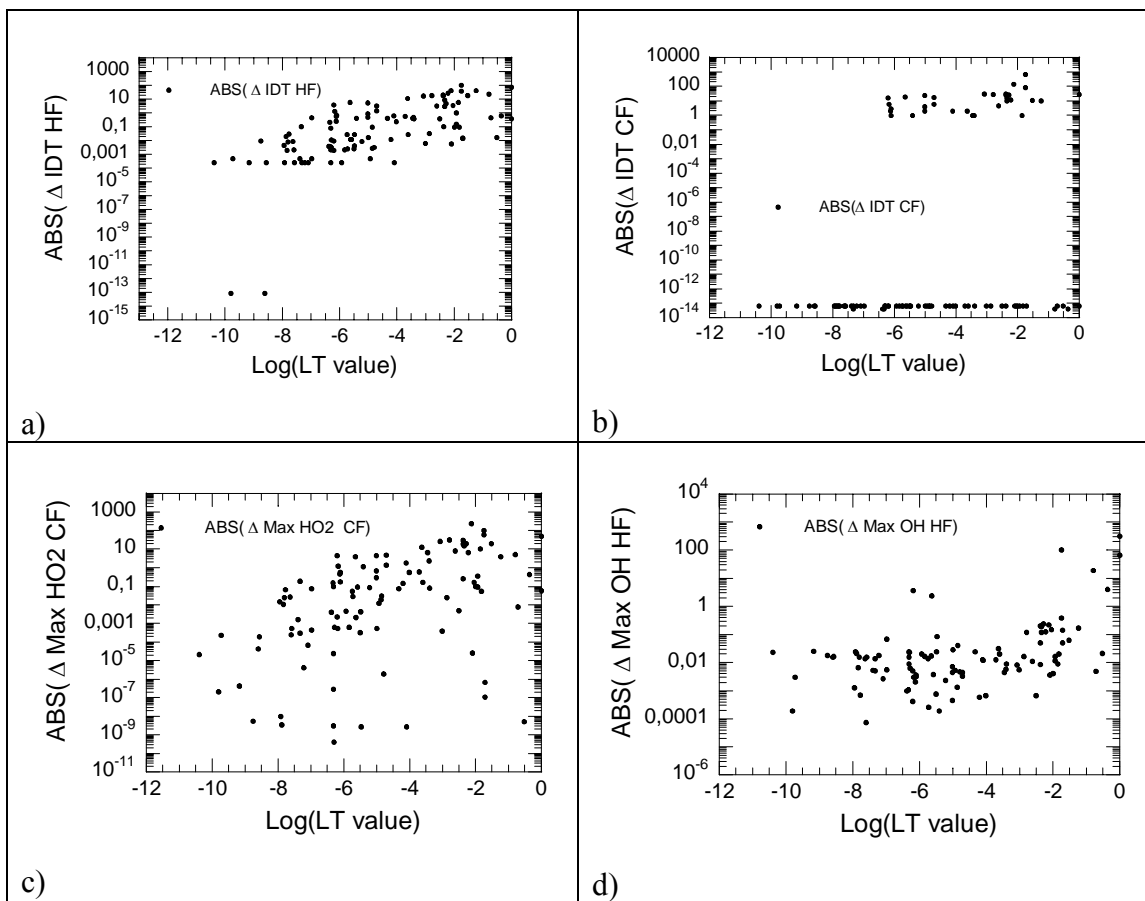 1000
10
0,1
0,001
10-5
10-7
10-9
10-11
10-13
10-15
ABS( Δ IDT HF)
ABS( Δ IDT HF)
-12 -10 -8 -6 -4 -2 0
Log(LT value)
a)
10000
100
1
0,01
10-4
10-6
10-8
10-10
10-12
10-14
ABS(Δ IDT CF)
ABS(Δ IDT CF)
-12 -10 -8 -6 -4 -2 0
Log(LT value)
b)
1000
10
0,1
0,001
10-5
10-7
10-9
10-11
ABS( Δ Max HO2 CF)
ABS( Δ Max HO2 CF)
-12 -10 -8 -6 -4 -2 0
Log(LT value)
c)
104
100
1
0,01
0,0001
10-6
ABS( Δ Max OH HF)
ABS( Δ Max OH HF)
-12 -10 -8 -6 -4 -2 0
Log(LT value)
d)